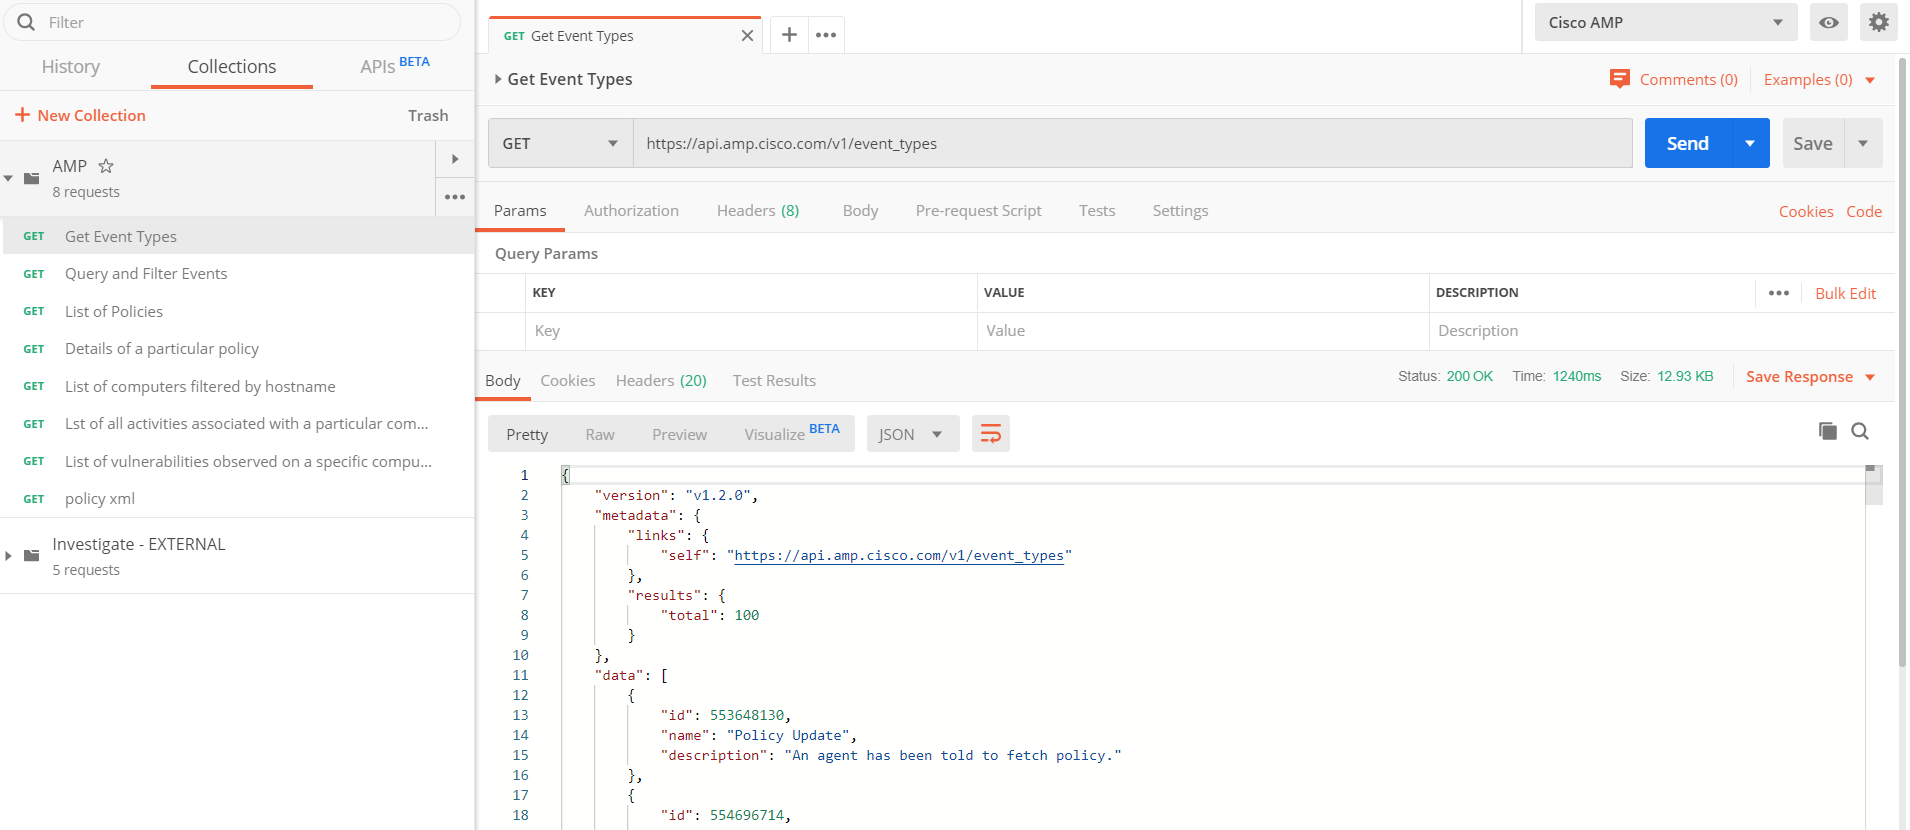 Filter
History
Collections
APIs BETA
New Collection
Trash
AMP
8 requests
GET Get Event Types
GET Query and Filter Events
GET List of Policies
GET Details of a particular policy
GET List of computers filtered by hostname
GET Lst of all activities associated with a particular com...
GET List of vulnerabilities observed on a specific compu...
GET policy xml
Investigate - EXTERNAL
5 requests
GET Get Event Types
Cisco AMP
Get Event Types
Comments (0)
Examples (0)
GET
https://api.amp.cisco.com/v1/event_types
Send
Save
Params
Authorization
Headers (8)
Body
Pre-request Script
Tests
Settings
Cookies
Code
Query Params
KEY
VALUE
DESCRIPTION
Bulk Edit
Key
Value
Description
Body
Cookies
Headers (20)
Test Results
Status: 200 OK
Time: 1240ms
Size: 12.93 KB
Save Response
Pretty
Raw
Preview
Visualize BETA
JSON
1 {
2 "version": "v1.2.0",
3 "metadata": {
4 "links": {
5 "self": "https://api.amp.cisco.com/v1/event_types"
6 },
7 "results": {
8 "total": 100
9 }
10 },
11 "data": [
12 {
13 "id": 553648130,
14 "name": "Policy Update",
15 "description": "An agent has been told to fetch policy."
16 },
17 {
18 "id": 554696714,